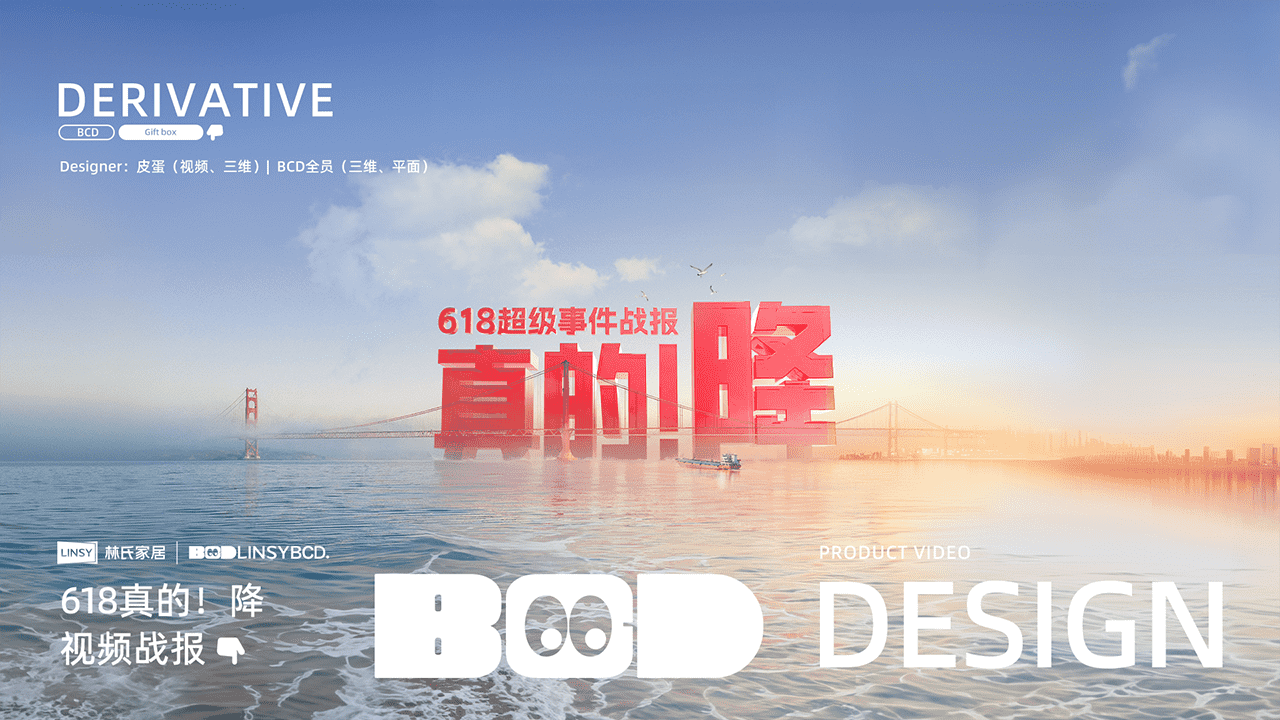 DERIVATIVE
BCD Gift box
Designer：皮蛋（视频、三维）| BCD全员（三维、平面）
618超级事件战报
真的!降
LINSY 林氏家居 | BCD LINSYBCD.
618真的！降
视频战报
BCD
PRODUCT VIDEO
DESIGN